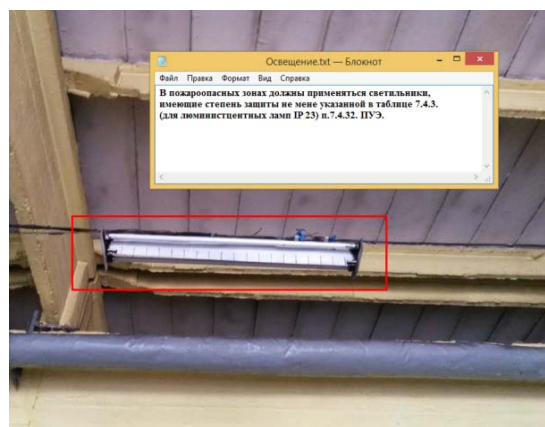 Освещение.txt — Блокнот
Файл Правка Формат Вид Справка
В пожароопасных зонах должны применяться светильники,
имеющие степень защиты не мене указанной в таблице 7.4.3.
(для люминистцентных ламп IP 23) п.7.4.32. ПУЭ.